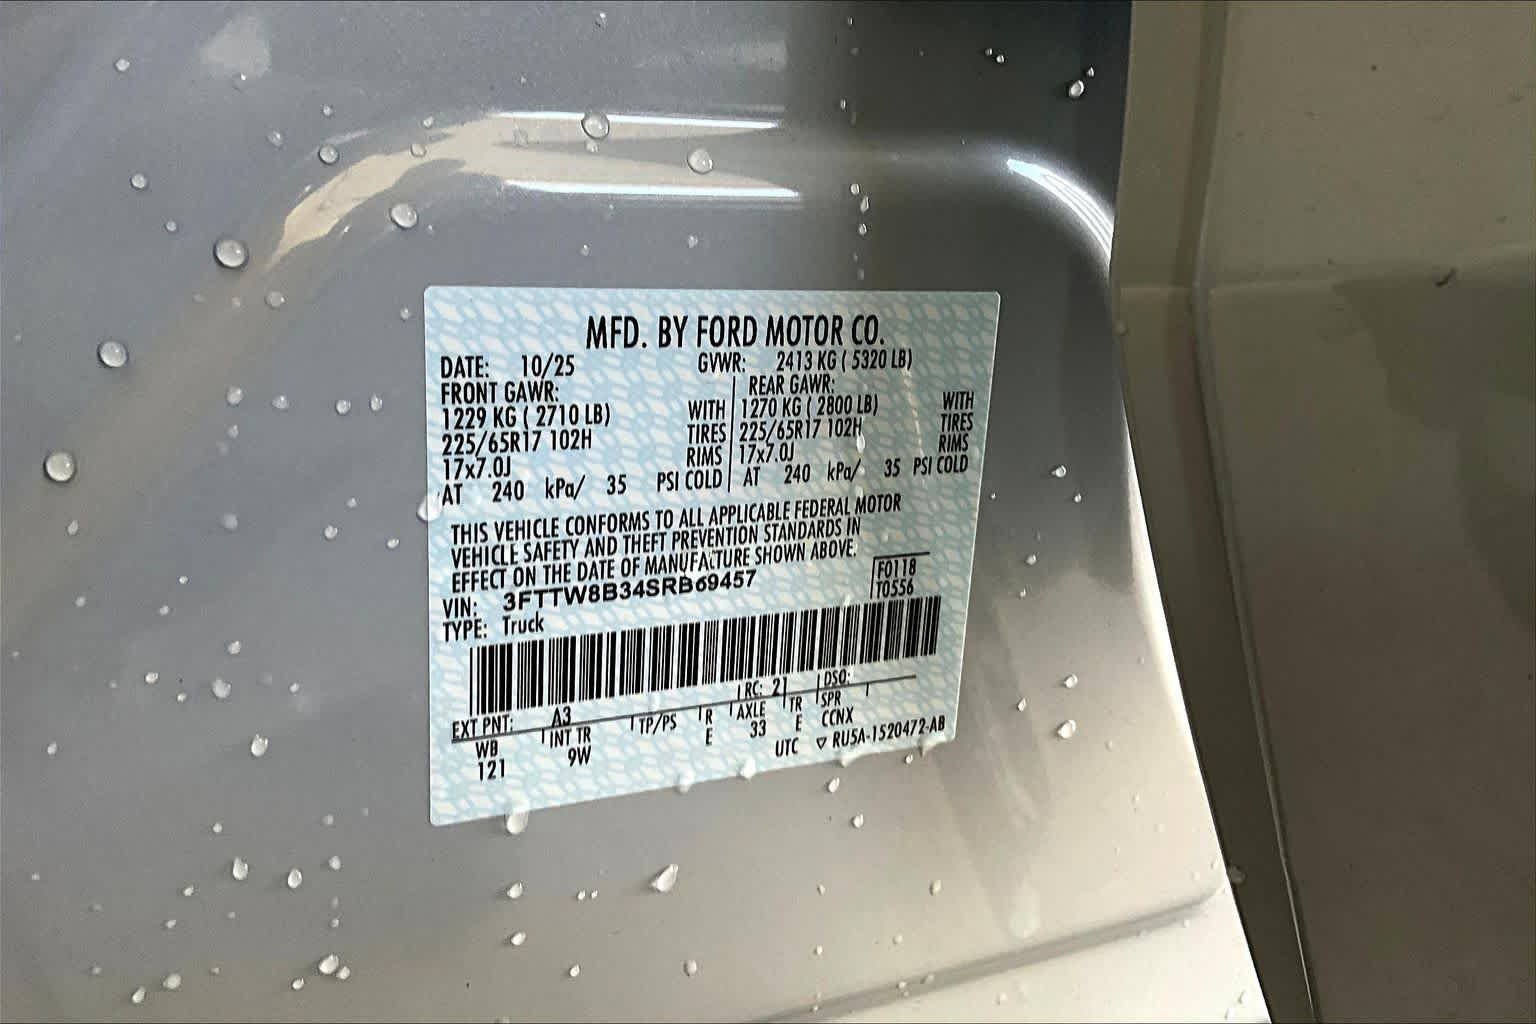 MFD. BY FORD MOTOR CO.
DATE: 10/25 GVWR: 2413 KG ( 5320 LB)
FRONT GAWR: REAR GAWR:
1229 KG ( 2710 LB) WITH 1270 KG ( 2800 LB) WITH
225/65R17 102H TIRES 225/65R17 102H TIRES
17x7.0J RIMS 17x7.0J RIMS
AT 240 kPa/ 35 PSI COLD AT 240 kPa/ 35 PSI COLD
THIS VEHICLE CONFORMS TO ALL APPLICABLE FEDERAL MOTOR
VEHICLE SAFETY AND THEFT PREVENTION STANDARDS IN
EFFECT ON THE DATE OF MANUFACTURE SHOWN ABOVE.
VIN: 3FTTW8B34SRB69457 F0118
TYPE: Truck T0556
EXT PNT: A3 RC: 21 DSO:
WB INT TR TP/PS R AXLE TR SPR
121 9W E 33 E CCNX
UTC ▽ RU5A-1520472-AB